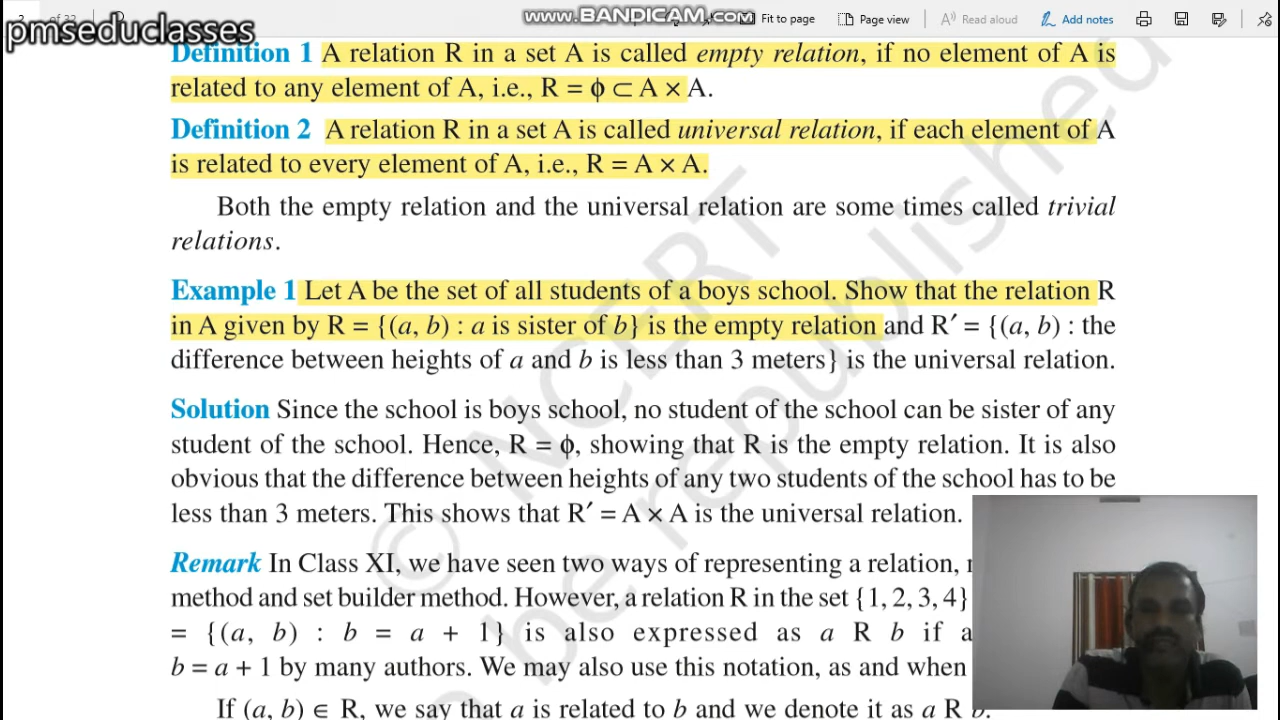 2 of 32
WWW.BANDICAM.COM
Fit to page
Page view
Read aloud
Add notes
pmseduclasses
Definition 1 A relation R in a set A is called empty relation, if no element of A is
related to any element of A, i.e., R = ϕ ⊂ A × A.
Definition 2 A relation R in a set A is called universal relation, if each element of A
is related to every element of A, i.e., R = A × A.
Both the empty relation and the universal relation are some times called trivial
relations.
Example 1 Let A be the set of all students of a boys school. Show that the relation R
in A given by R = {(a, b) : a is sister of b} is the empty relation and R′ = {(a, b) : the
difference between heights of a and b is less than 3 meters} is the universal relation.
Solution Since the school is boys school, no student of the school can be sister of any
student of the school. Hence, R = ϕ, showing that R is the empty relation. It is also
obvious that the difference between heights of any two students of the school has to be
less than 3 meters. This shows that R′ = A × A is the universal relation.
Remark In Class XI, we have seen two ways of representing a relation,
method and set builder method. However, a relation R in the set {1, 2, 3, 4}
= {(a, b) : b = a + 1} is also expressed as a R b if a
b = a + 1 by many authors. We may also use this notation, as and when
If (a, b) ∈ R, we say that a is related to b and we denote it as a R b.
© NCERT
be republished